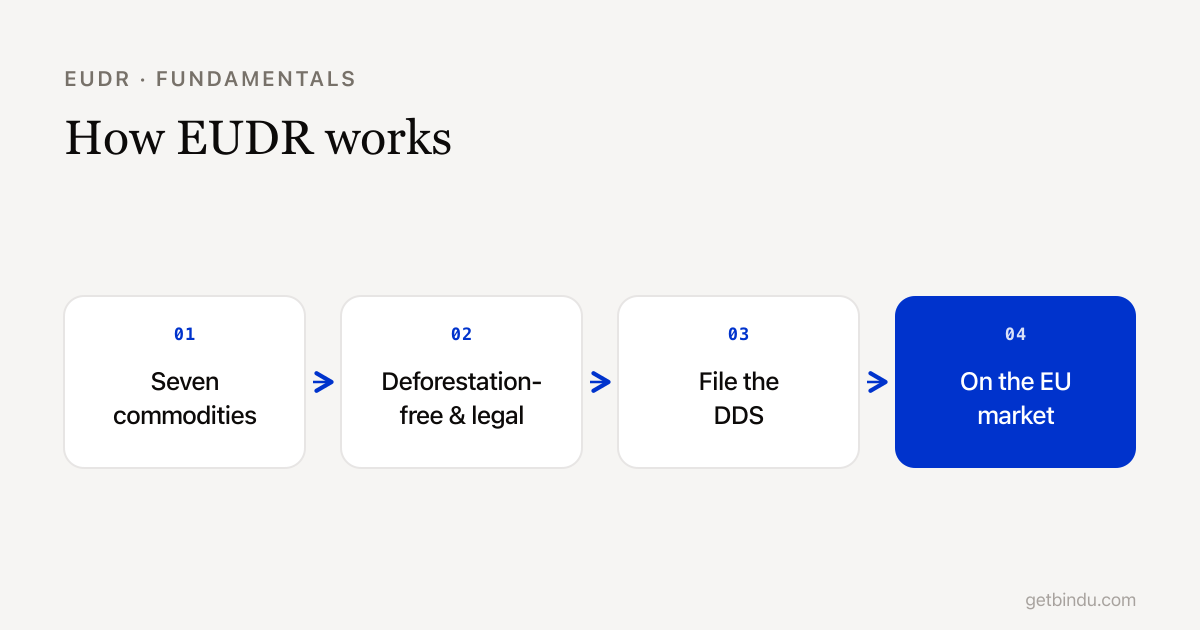 EUDR · FUNDAMENTALS
How EUDR works
01
Seven
commodities
02
Deforestation-
free & legal
03
File the
DDS
04
On the EU
market
getbindu.com